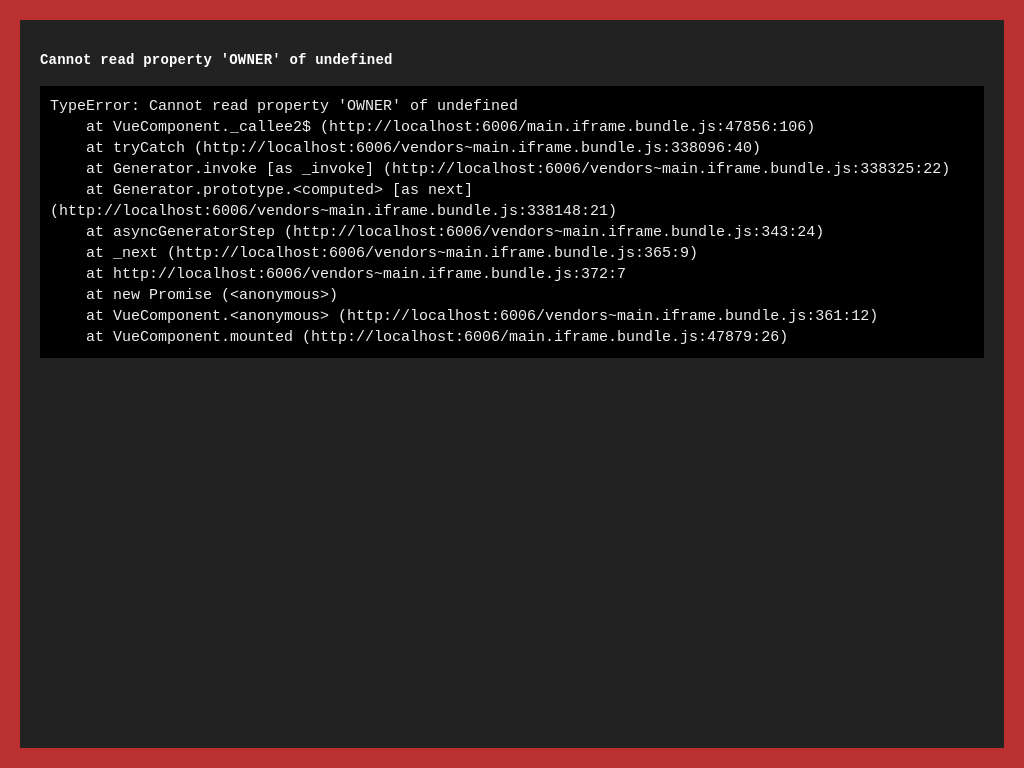 Cannot read property 'OWNER' of undefined
TypeError: Cannot read property 'OWNER' of undefined
    at VueComponent._callee2$ (http://localhost:6006/main.iframe.bundle.js:47856:106)
    at tryCatch (http://localhost:6006/vendors~main.iframe.bundle.js:338096:40)
    at Generator.invoke [as _invoke] (http://localhost:6006/vendors~main.iframe.bundle.js:338325:22)
    at Generator.prototype.<computed> [as next]
(http://localhost:6006/vendors~main.iframe.bundle.js:338148:21)
    at asyncGeneratorStep (http://localhost:6006/vendors~main.iframe.bundle.js:343:24)
    at _next (http://localhost:6006/vendors~main.iframe.bundle.js:365:9)
    at http://localhost:6006/vendors~main.iframe.bundle.js:372:7
    at new Promise (<anonymous>)
    at VueComponent.<anonymous> (http://localhost:6006/vendors~main.iframe.bundle.js:361:12)
    at VueComponent.mounted (http://localhost:6006/main.iframe.bundle.js:47879:26)